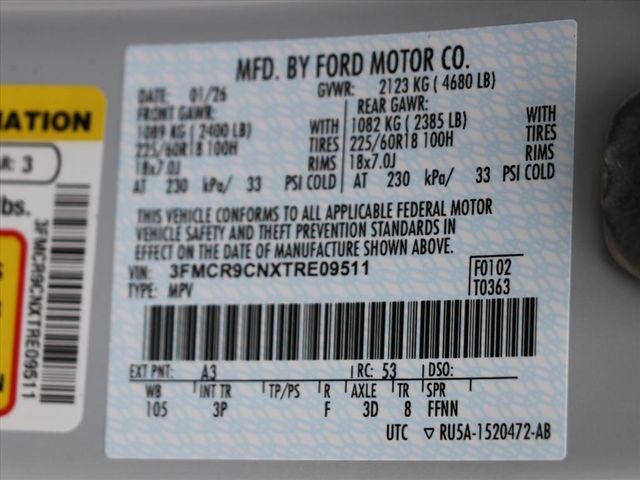 MFD. BY FORD MOTOR CO.
DATE: 01/26 GVWR: 2123 KG ( 4680 LB)
FRONT GAWR: REAR GAWR:
1089 KG ( 2400 LB) WITH 1082 KG ( 2385 LB) WITH
225/60R18 100H TIRES 225/60R18 100H TIRES
18x7.0J RIMS 18x7.0J RIMS
AT 230 kPa/ 33 PSI COLD AT 230 kPa/ 33 PSI COLD
THIS VEHICLE CONFORMS TO ALL APPLICABLE FEDERAL MOTOR
VEHICLE SAFETY AND THEFT PREVENTION STANDARDS IN
EFFECT ON THE DATE OF MANUFACTURE SHOWN ABOVE.
VIN: 3FMCR9CNXTRE09511 F0102
TYPE: MPV T0363
EXT PNT: A3 RC: 53 DSO:
WB INT TR TP/PS R AXLE TR SPR
105 3P F 3D 8 FFNN
UTC ▽ RU5A-1520472-AB
MATION
R: 3
lbs.
3FMCR9CNXTRE09511